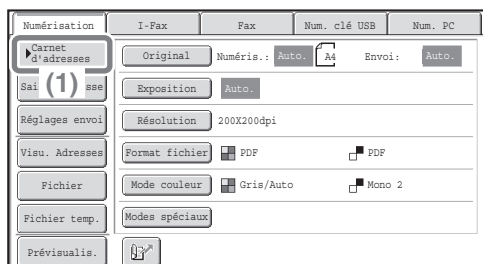 Numérisation I-Fax Fax Num. clé USB Num. PC
Carnet d'adresses
Original Numéris.: Auto. A4 Envoi: Auto.
(1)
Exposition Auto.
Réglages envoi Résolution 200X200dpi
Visu. Adresses Format fichier PDF PDF
Fichier Mode couleur Gris/Auto Mono 2
Fichier temp. Modes spéciaux
Prévisualis.